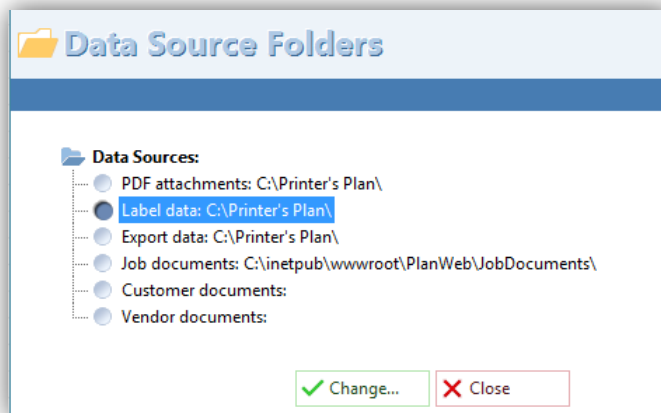 Data Source Folders
Data Sources:
PDF attachments: C:\Printer's Plan\
Label data: C:\Printer's Plan\
Export data: C:\Printer's Plan\
Job documents: C:\inetpub\wwwroot\PlanWeb\JobDocuments\
Customer documents:
Vendor documents:
Change... Close